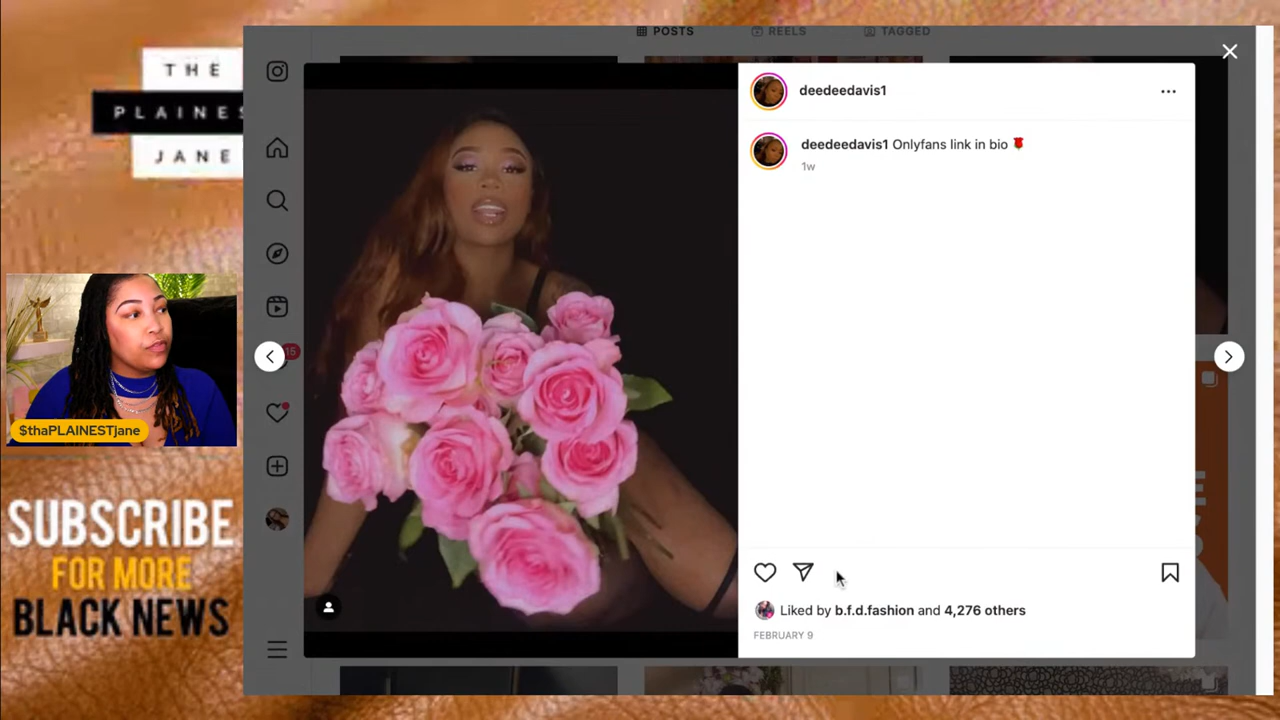 THE
PLAINES
JANE
POSTS
REELS
TAGGED
deedeedavis1
deedeedavis1 Onlyfans link in bio
1w
15
$thaPLAINESTjane
SUBSCRIBE
FOR MORE
BLACK NEWS
Liked by b.f.d.fashion and 4,276 others
FEBRUARY 9